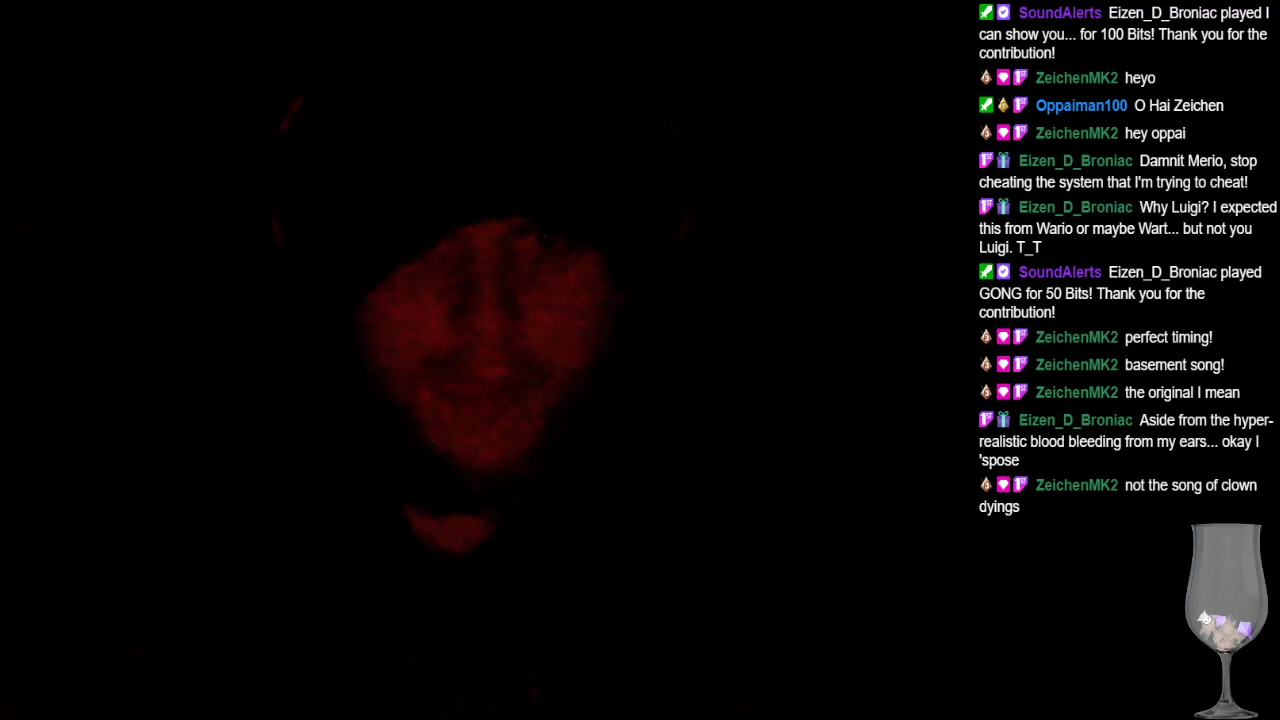 SoundAlerts Eizen_D_Broniac played I
can show you... for 100 Bits! Thank you for the
contribution!
ZeichenMK2 heyo
Oppaiman100 O Hai Zeichen
ZeichenMK2 hey oppai
Eizen_D_Broniac Damnit Merio, stop
cheating the system that I'm trying to cheat!
Eizen_D_Broniac Why Luigi? I expected
this from Wario or maybe Wart... but not you
Luigi. T_T
SoundAlerts Eizen_D_Broniac played
GONG for 50 Bits! Thank you for the
contribution!
ZeichenMK2 perfect timing!
ZeichenMK2 basement song!
ZeichenMK2 the original I mean
Eizen_D_Broniac Aside from the hyper-
realistic blood bleeding from my ears... okay I
'spose
ZeichenMK2 not the song of clown
dyings